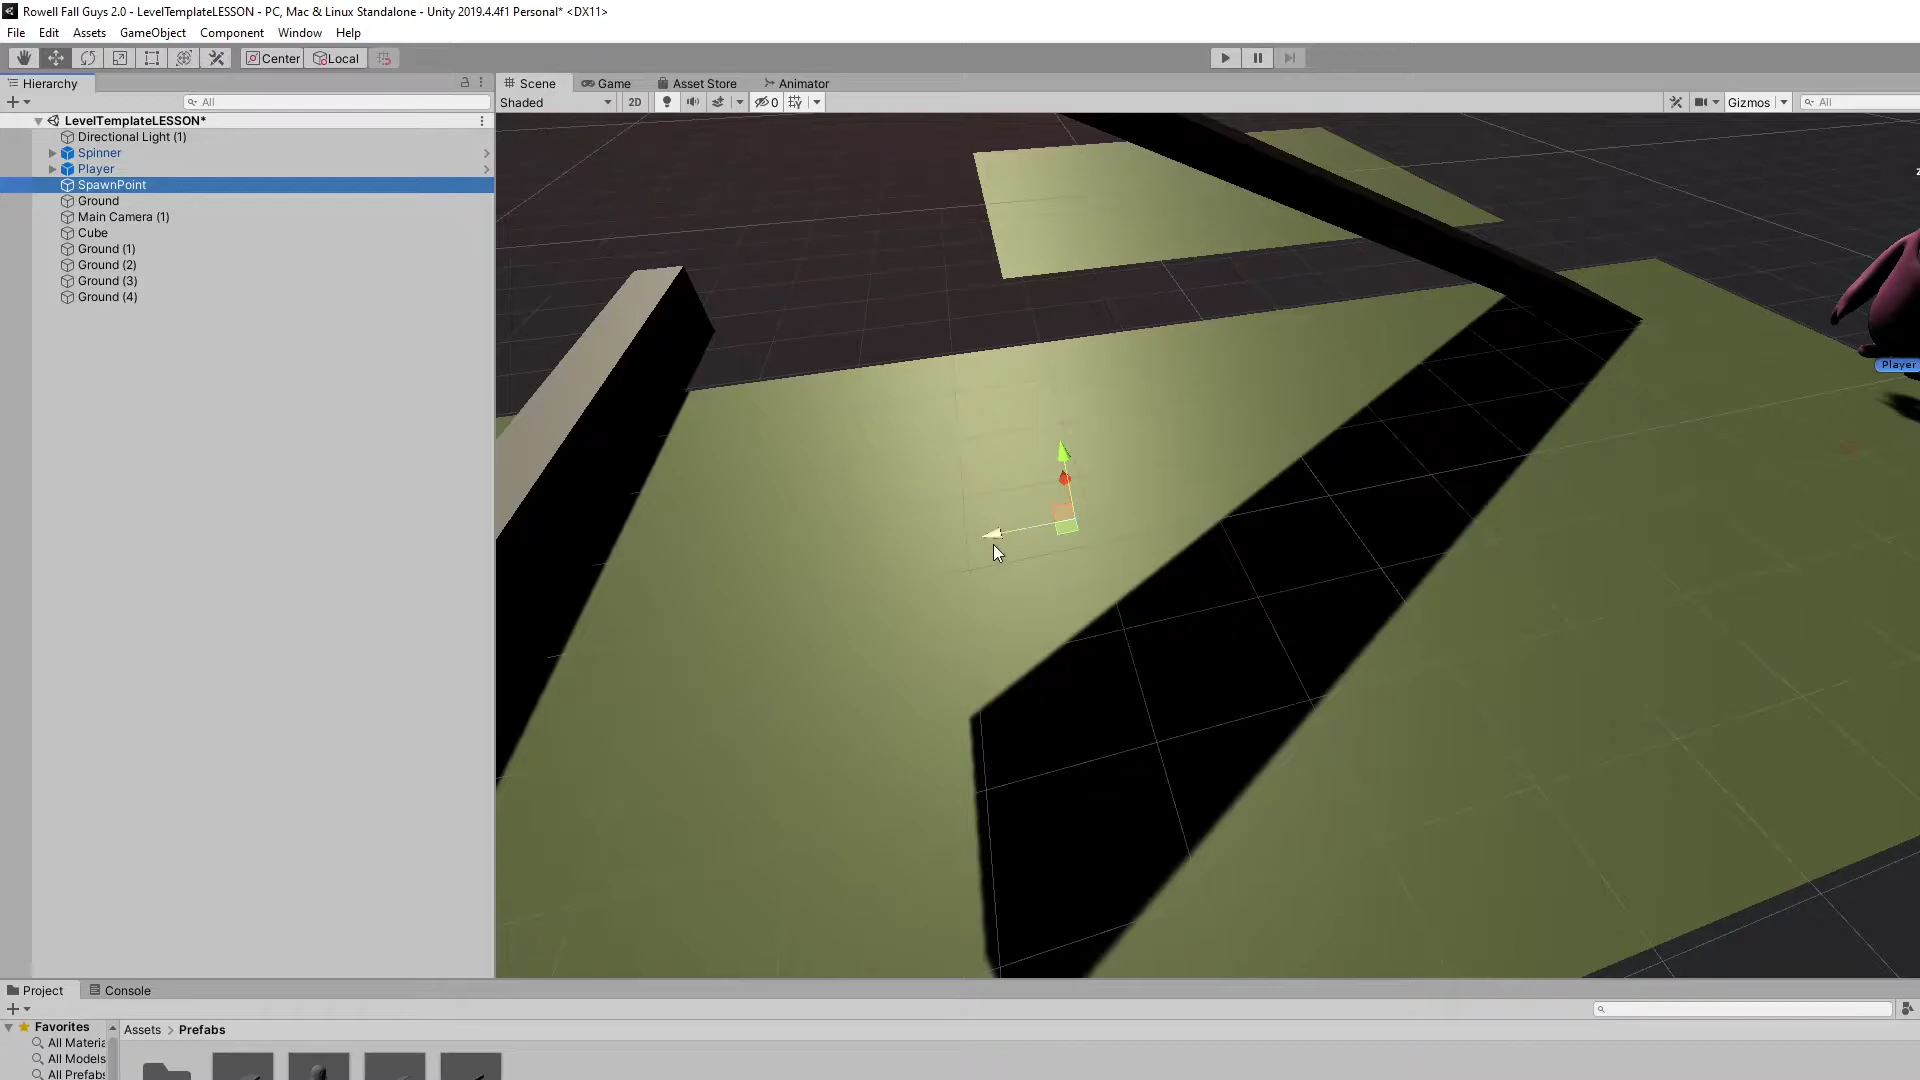 Rowell Fall Guys 2.0 - LevelTemplateLESSON - PC, Mac & Linux Standalone - Unity 2019.4.4f1 Personal* <DX11>
File Edit Assets GameObject Component Window Help
Center Local
Hierarchy
All
LevelTemplateLESSON*
Directional Light (1)
Spinner
Player
SpawnPoint
Ground
Main Camera (1)
Cube
Ground (1)
Ground (2)
Ground (3)
Ground (4)
Scene Game Asset Store Animator
Shaded 2D 0 Gizmos All
z
Player
Project Console
Favorites
All Materia
All Models
All Prefabs
Assets > Prefabs